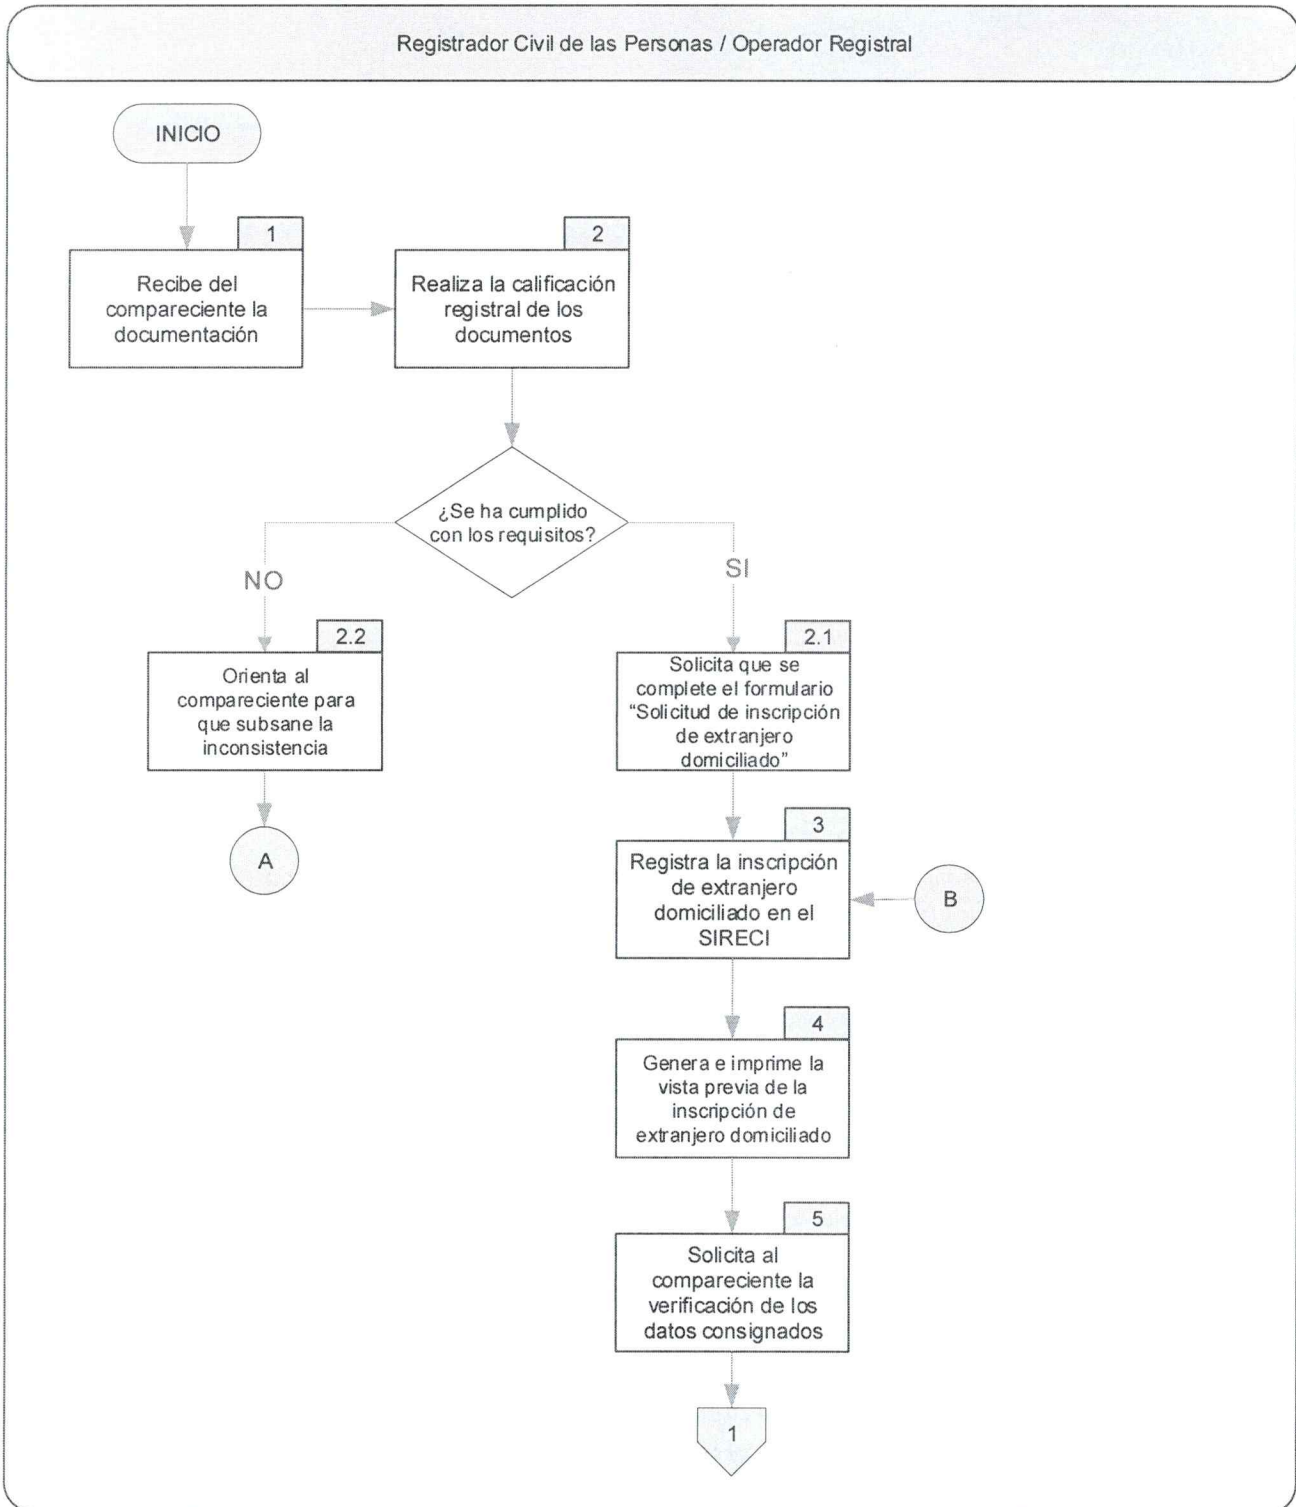 Registrador Civil de las Personas / Operador Registral
INICIO
1
Recibe del
compareciente la
documentación
2
Realiza la calificación
registral de los
documentos
¿Se ha cumplido
con los requisitos?
NO
SI
2.2
Orienta al
compareciente para
que subsane la
inconsistencia
A
2.1
Solicita que se
complete el formulario
“Solicitud de inscripción
de extranjero
domiciliado”
3
Registra la inscripción
de extranjero
domiciliado en el
SIRECI
B
4
Genera e imprime la
vista previa de la
inscripción de
extranjero domiciliado
5
Solicita al
compareciente la
verificación de los
datos consignados
1